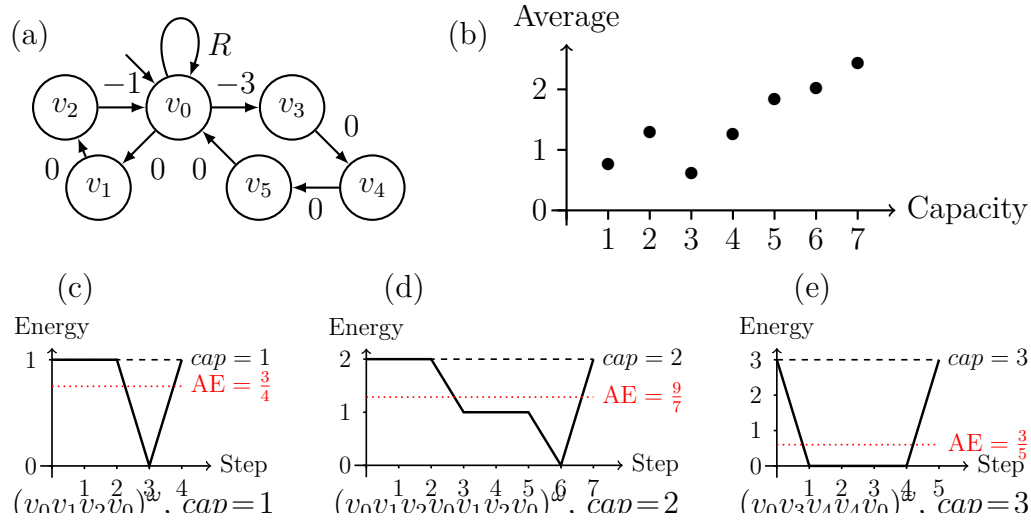 (a)
R
−1
−3
v₂
v₀
v₃
0
0
0
0
v₁
v₅
v₄
0
(b)
Average
2
1
0
1 2 3 4 5 6 7
Capacity
(c)
Energy
1
cap = 1
AE = 3/4
0
1 2 3 4
Step
(v₀v₁v₂v₀)^ω, cap=1
(d)
Energy
2
cap = 2
AE = 9/7
1
0
1 2 3 4 5 6 7
Step
(v₀v₁v₂v₀v₁v₂v₀)^ω, cap=2
(e)
Energy
3
cap = 3
2
1
AE = 3/5
0
1 2 3 4 5
Step
(v₀v₃v₄v₄v₀)^ω, cap=3